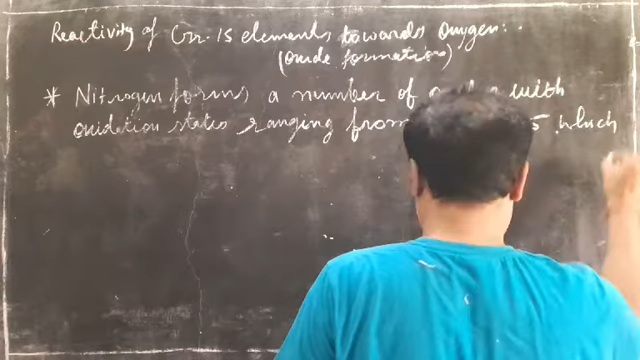 Reactivity of Gr-15 elements towards Oxygen:.
(Oxide formation)
* Nitrogen forms a number of with
oxidation states ranging from 5 which